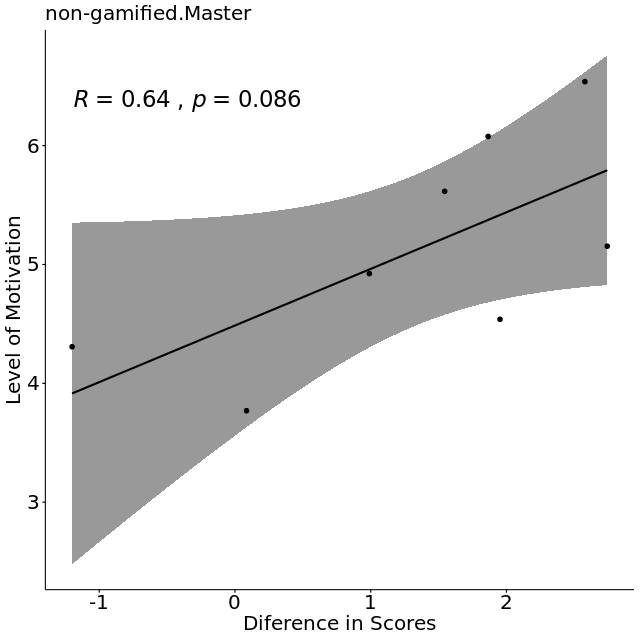 non-gamified.Master
R = 0.64 , p = 0.086
6
5
4
3
Level of Motivation
-1 0 1 2
Diference in Scores